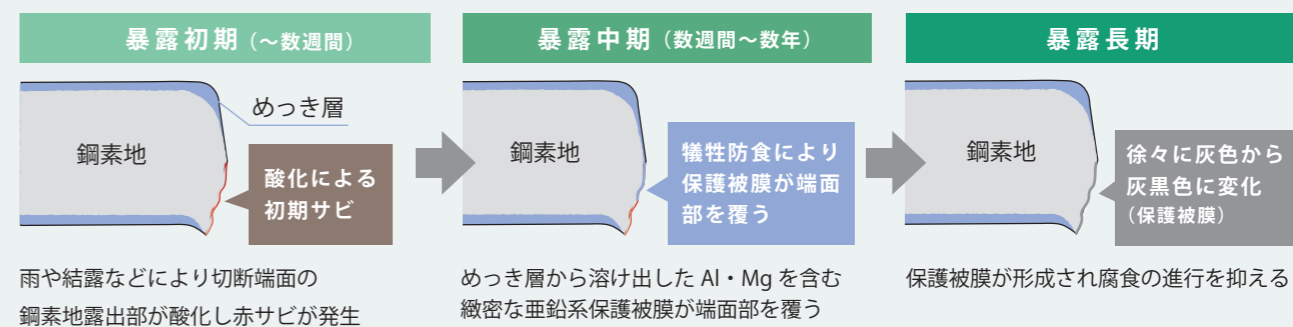 暴露初期（～数週間）
めっき層
鋼素地
酸化による
初期サビ
雨や結露などにより切断端面の
鋼素地露出部が酸化し赤サビが発生
暴露中期（数週間～数年）
鋼素地
犠牲防食により
保護被膜が端面
部を覆う
めっき層から溶け出した Al・Mg を含む
緻密な亜鉛系保護被膜が端面部を覆う
暴露長期
鋼素地
徐々に灰色から
灰黒色に変化
（保護被膜）
保護被膜が形成され腐食の進行を抑える